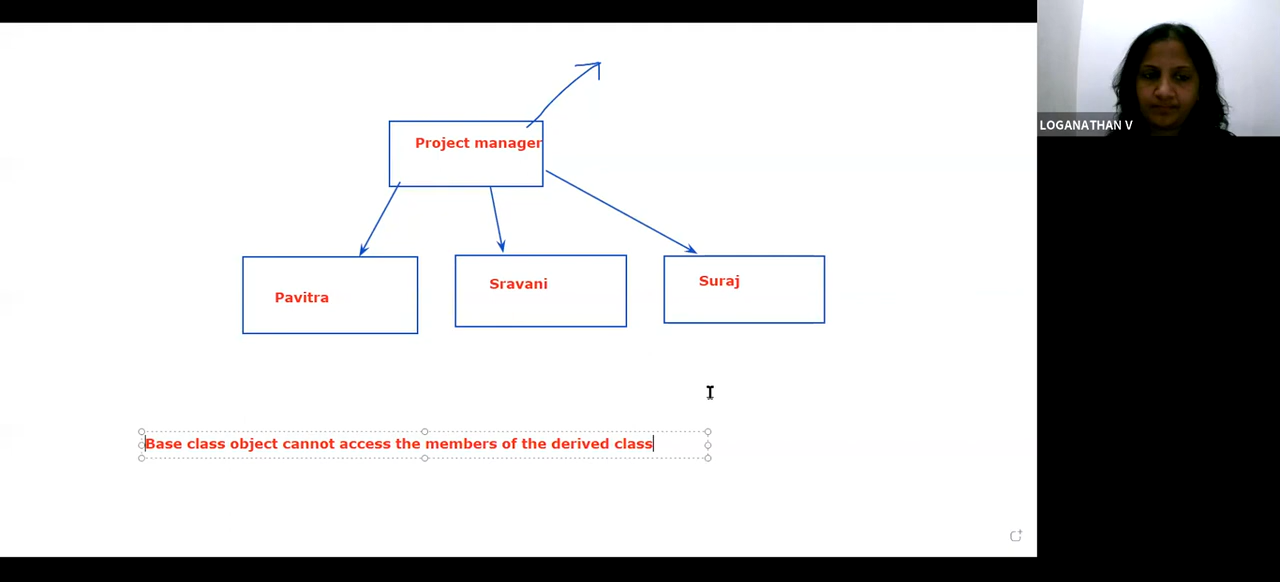 Project manager
LOGANATHAN V
Pavitra
Sravani
Suraj
Base class object cannot access the members of the derived class